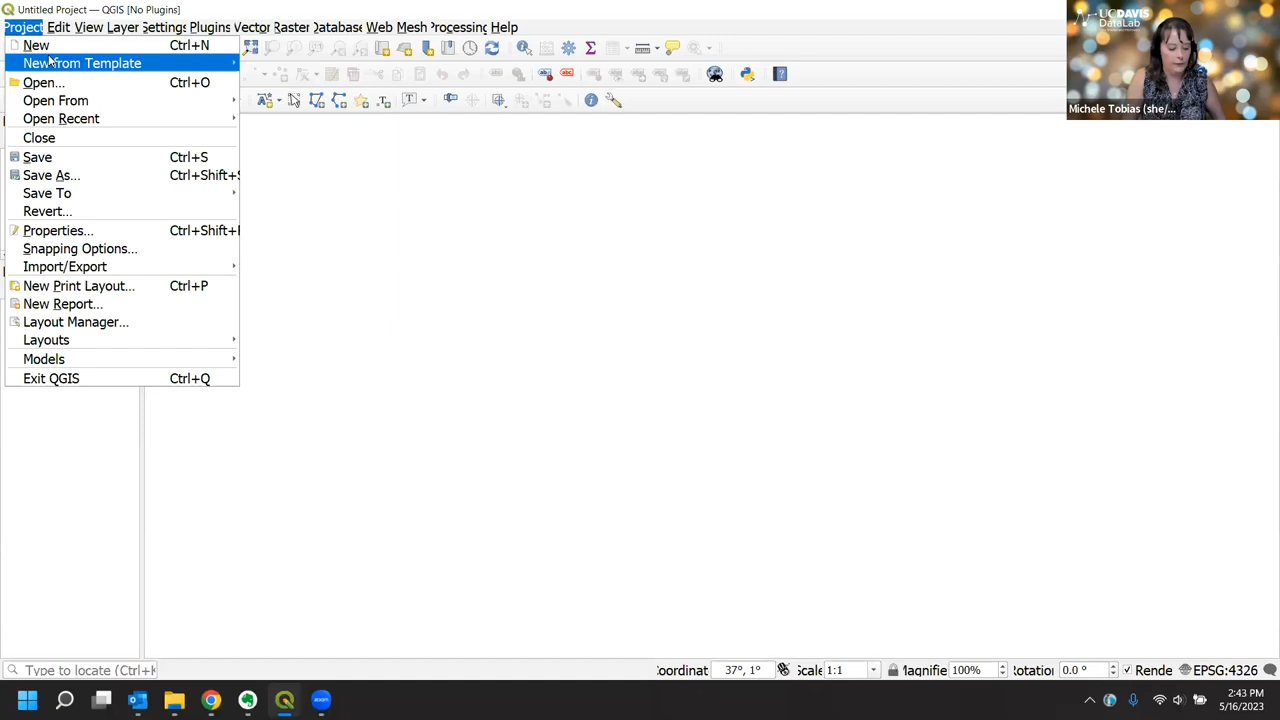 Untitled Project — QGIS [No Plugins]
Project Edit View Layer Settings Plugins Vector Raster Database Web Mesh Processing Help
New Ctrl+N
New from Template
Open... Ctrl+O
Open From
Open Recent
Close
Save Ctrl+S
Save As... Ctrl+Shift+S
Save To
Revert...
Properties... Ctrl+Shift+P
Snapping Options...
Import/Export
New Print Layout... Ctrl+P
New Report...
Layout Manager...
Layouts
Models
Exit QGIS Ctrl+Q
UCDAVIS
DataLab
Michele Tobias (she/...
Type to locate (Ctrl+K
oordinat 37°, 1° Scale 1:1 Magnifie 100% Rotatio 0.0 ° Rende EPSG:4326
zoom
2:43 PM
5/16/2023